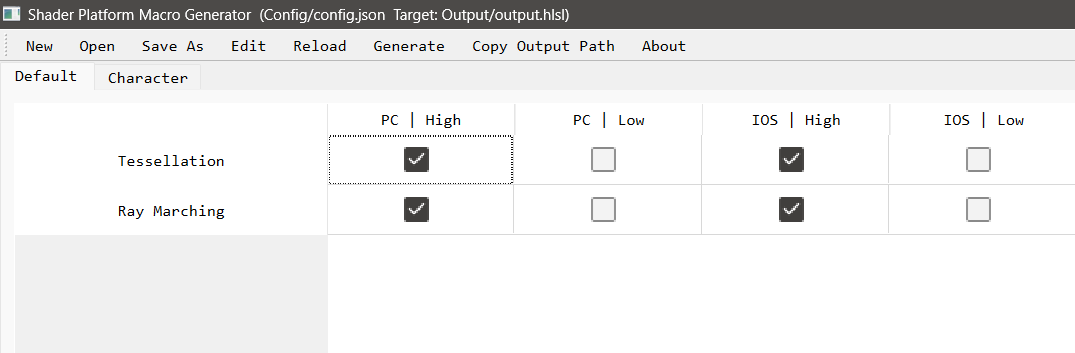 Shader Platform Macro Generator (Config/config.json Target: Output/output.hlsl)
New Open Save As Edit Reload Generate Copy Output Path About
Default Character
PC | High PC | Low IOS | High IOS | Low
Tessellation
Ray Marching